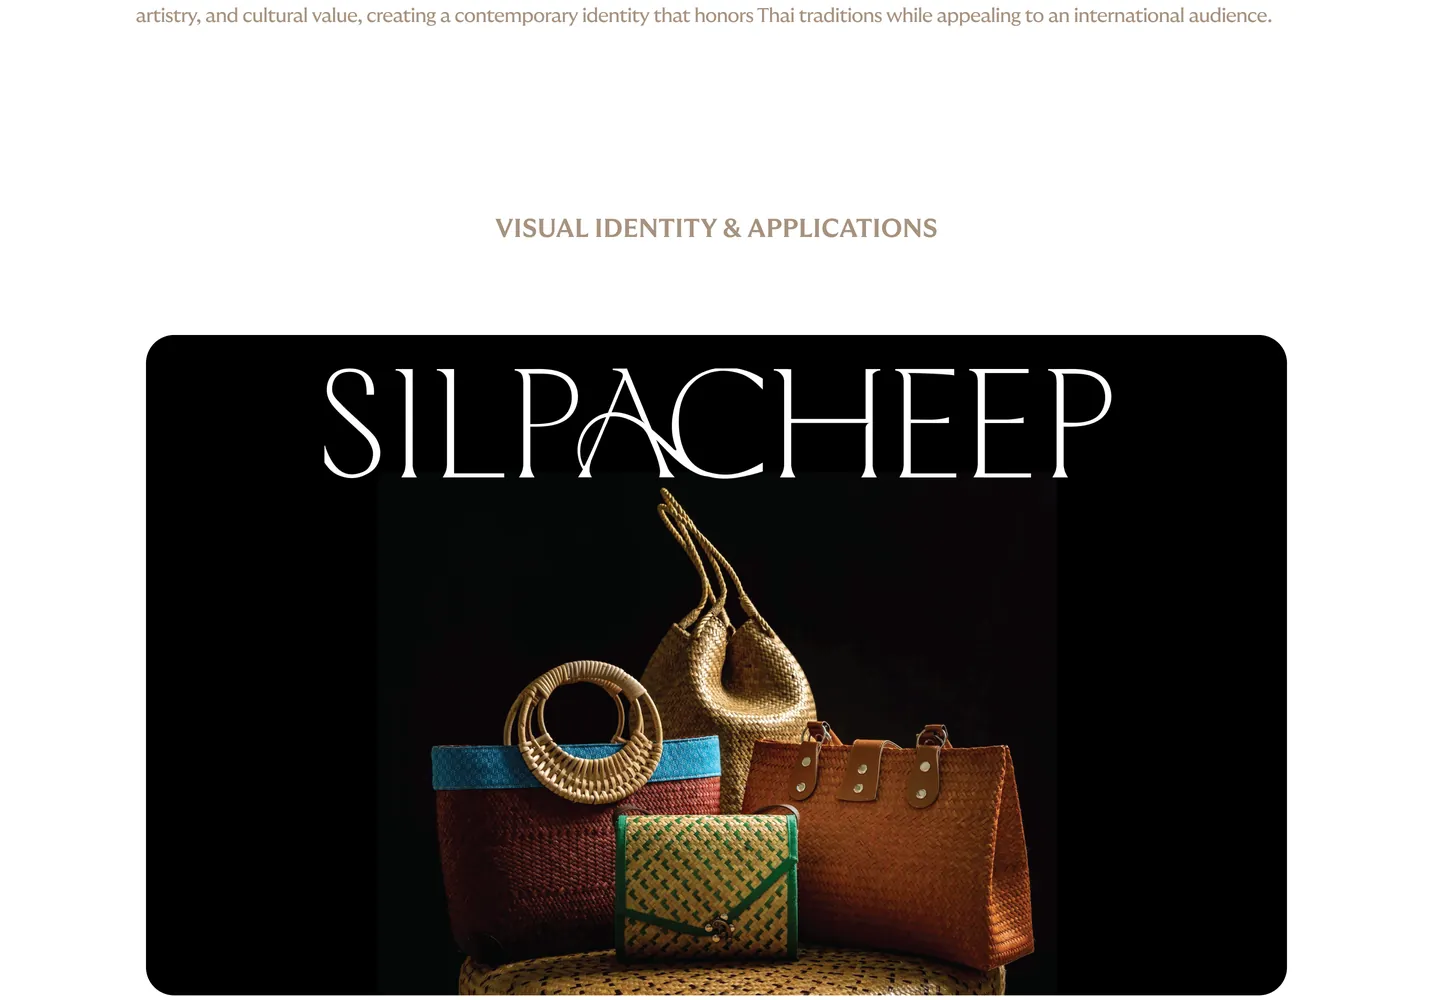 artistry, and cultural value, creating a contemporary identity that honors Thai traditions while appealing to an international audience.
VISUAL IDENTITY & APPLICATIONS
SILPACHEEP